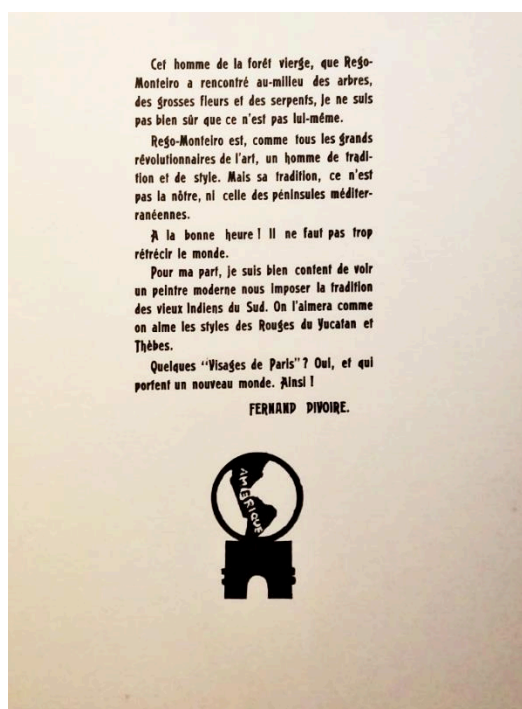 Cet homme de la forêt vierge, que Rego-
Monteiro a rencontré au-milieu des arbres,
des grosses fleurs et des serpents, je ne suis
pas bien sûr que ce n'est pas lui-même.
Rego-Monteiro est, comme tous les grands
révolutionnaires de l'art, un homme de tradi-
tion et de style. Mais sa tradition, ce n'est
pas la nôtre, ni celle des péninsules méditer-
ranéennes.
A la bonne heure ! Il ne faut pas trop
rétrécir le monde.
Pour ma part, je suis bien content de voir
un peintre moderne nous imposer la tradition
des vieux Indiens du Sud. On l'aimera comme
on aime les styles des Rouges du Yucatan et
Thèbes.
Quelques "Visages de Paris" ? Oui, et qui
portent un nouveau monde. Ainsi !
FERNAND DIVOIRE.
AMÉRIQUE